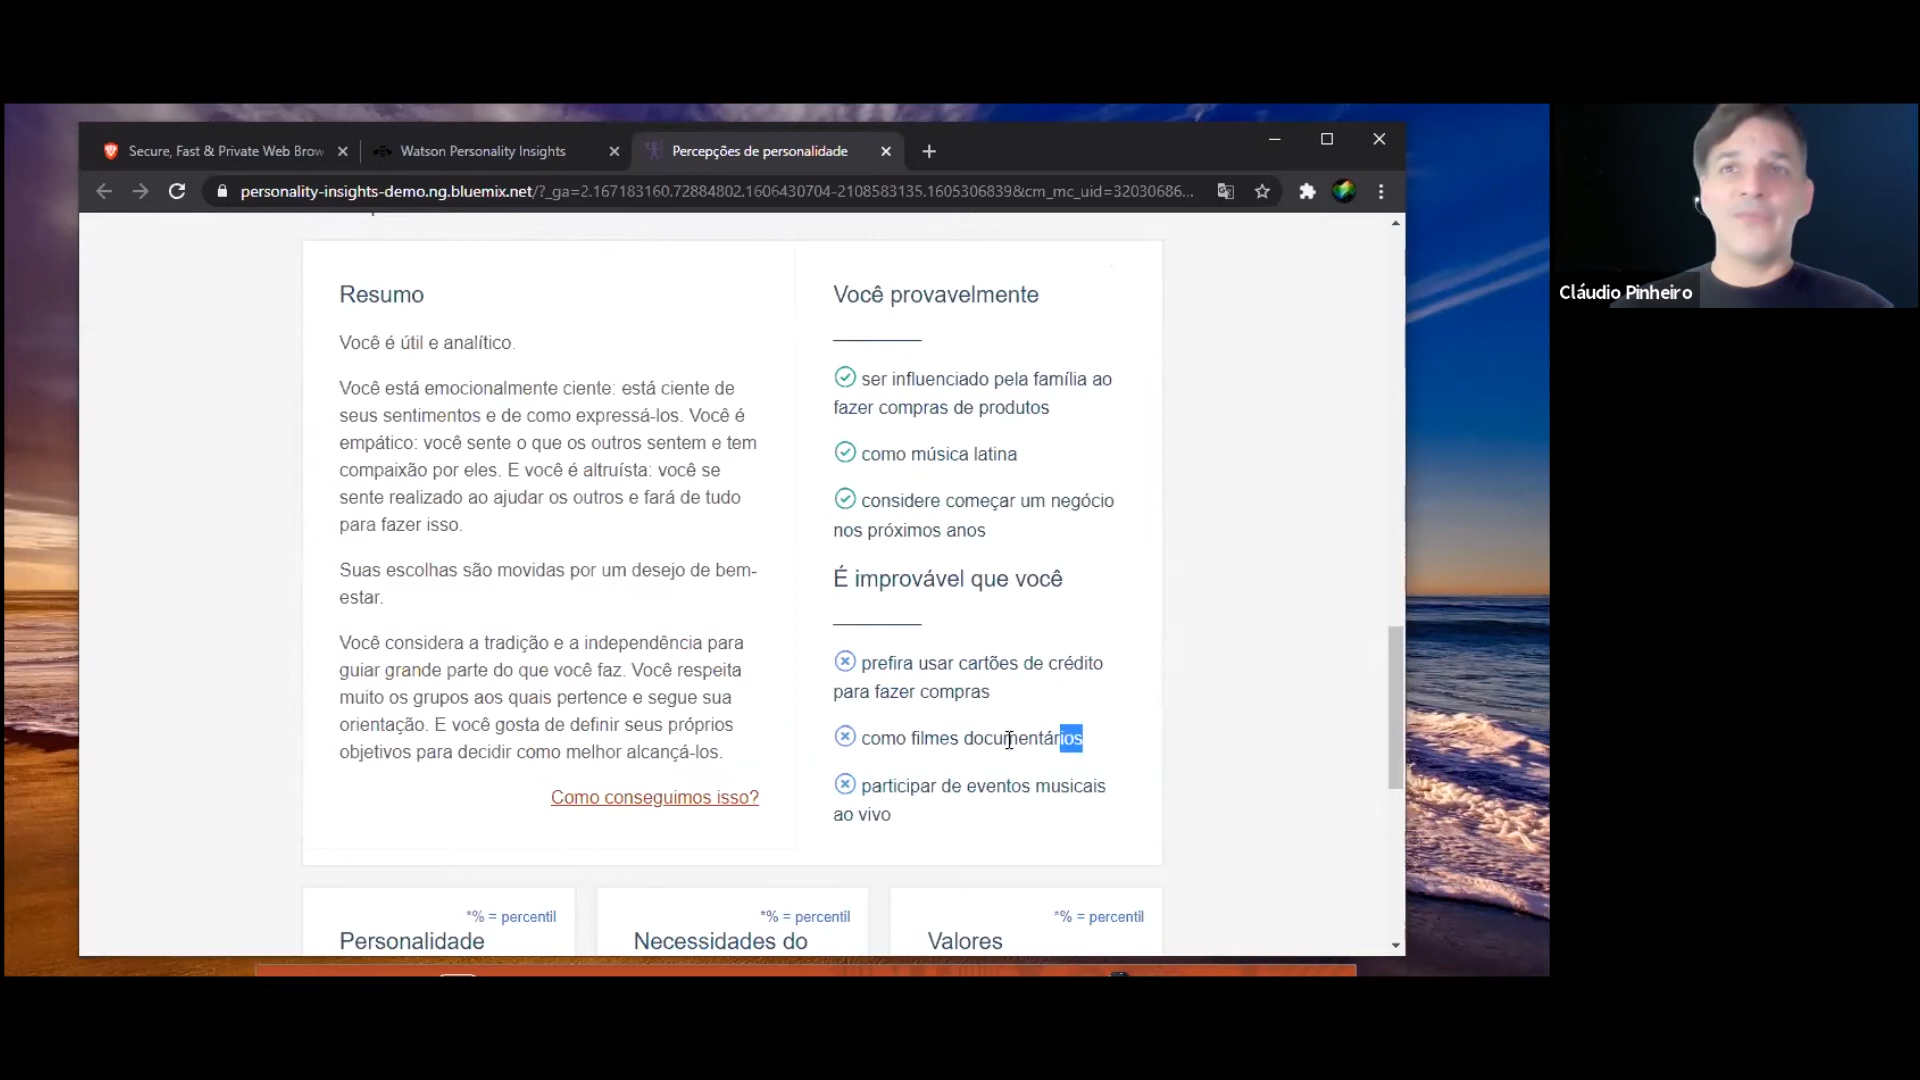 Secure, Fast & Private Web Brow
Watson Personality Insights
Percepções de personalidade
personality-insights-demo.ng.bluemix.net/?_ga=2.167183160.72884802.1606430704-2108583135.1605306839&cm_mc_uid=32030686...
Cláudio Pinheiro
Resumo
Você é útil e analítico.
Você está emocionalmente ciente: está ciente de
seus sentimentos e de como expressá-los. Você é
empático: você sente o que os outros sentem e tem
compaixão por eles. E você é altruísta: você se
sente realizado ao ajudar os outros e fará de tudo
para fazer isso.
Suas escolhas são movidas por um desejo de bem-
estar.
Você considera a tradição e a independência para
guiar grande parte do que você faz. Você respeita
muito os grupos aos quais pertence e segue sua
orientação. E você gosta de definir seus próprios
objetivos para decidir como melhor alcançá-los.
Como conseguimos isso?
Você provavelmente
ser influenciado pela família ao
fazer compras de produtos
como música latina
considere começar um negócio
nos próximos anos
É improvável que você
prefira usar cartões de crédito
para fazer compras
como filmes documentários
participar de eventos musicais
ao vivo
*% = percentil
Personalidade
*% = percentil
Necessidades do
*% = percentil
Valores